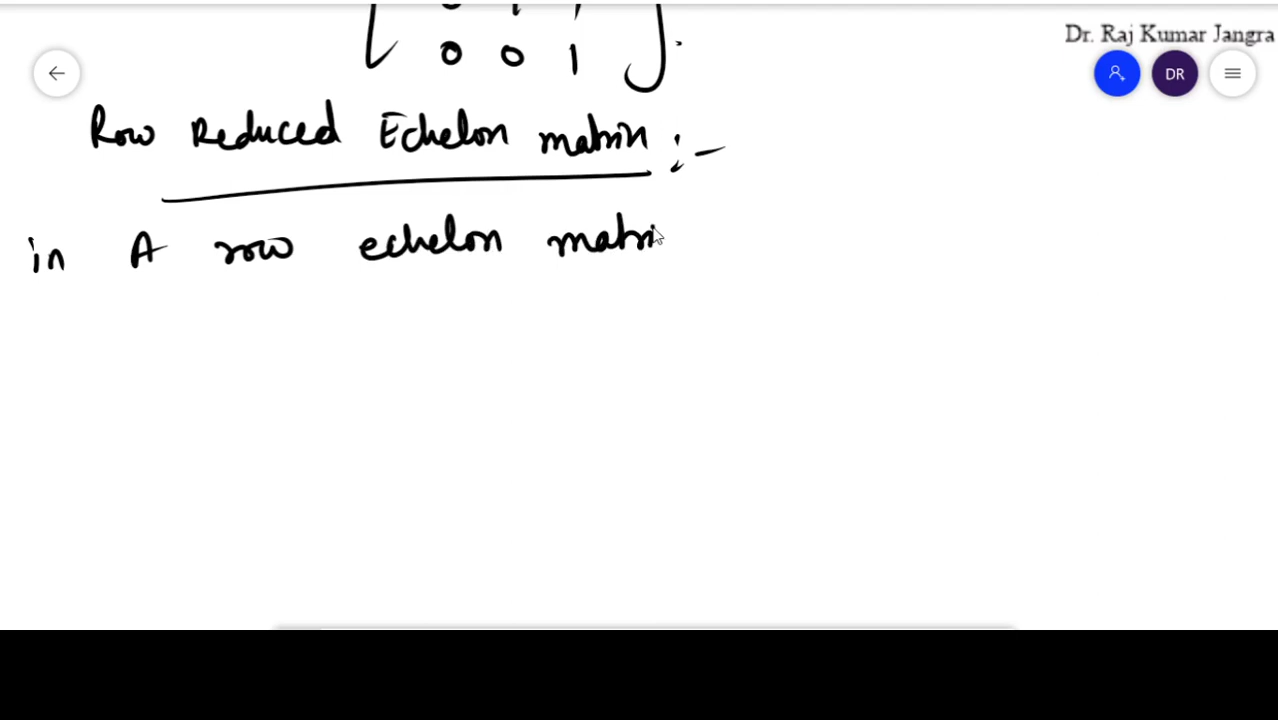 Dr. Raj Kumar Jangra
0 0 1
DR
Row Reduced Echelon matrix :-
in A row echelon matri